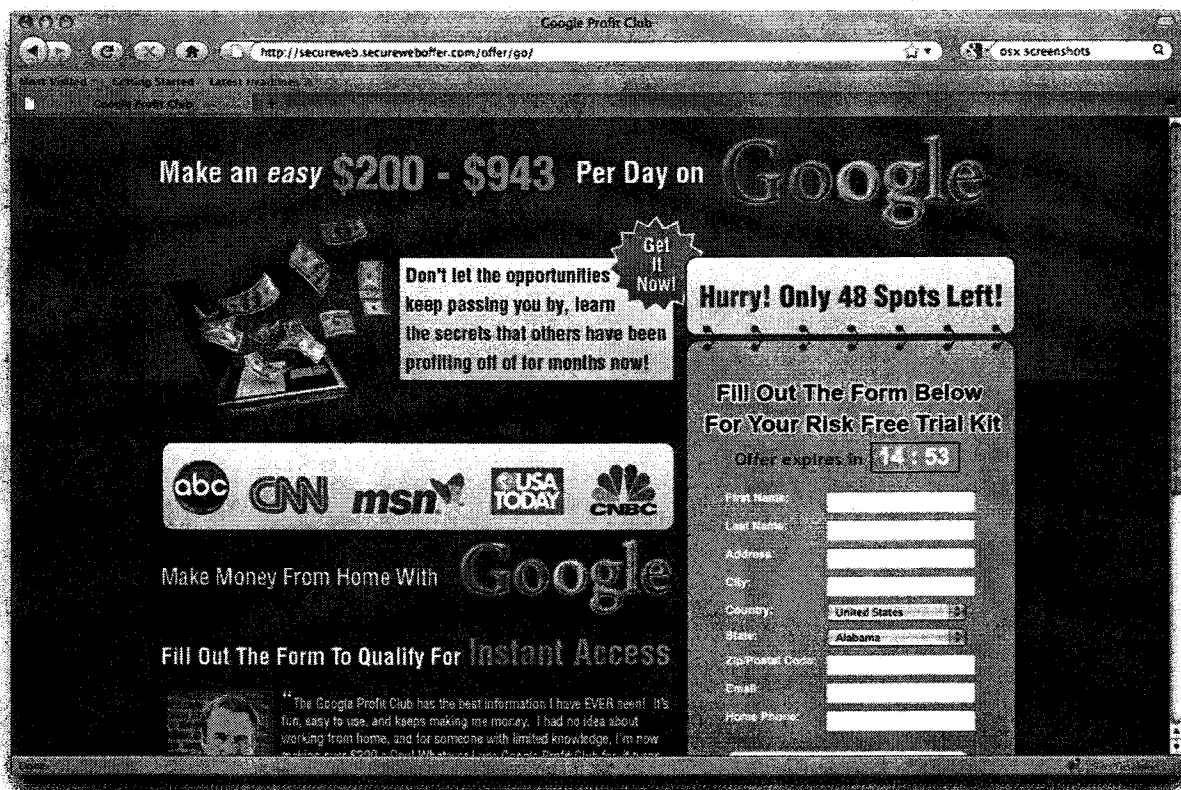 Google Profit Club
http://secureweb.secureweboffer.com/offer/go/
osx screenshots
Most Visited Getting Started Latest Headlines
Google Profit Club
Make an easy $200 - $943 Per Day on Google
Get It Now!
Don't let the opportunities
keep passing you by, learn
the secrets that others have been
profiting off of for months now!
Hurry! Only 48 Spots Left!
Fill Out The Form Below
For Your Risk Free Trial Kit
Offer expires in 14 : 53
abc CNN msn USA TODAY CNBC
Make Money From Home With Google
Fill Out The Form To Qualify For Instant Access
"The Google Profit Club has the best information I have EVER seen! It's
fun, easy to use, and keeps making me money. I had no idea about
working from home, and for someone with limited knowledge, I'm now
First Name:
Last Name:
Address:
City:
Country: United States
State: Alabama
Zip/Postal Code:
Email
Home Phone:
Done